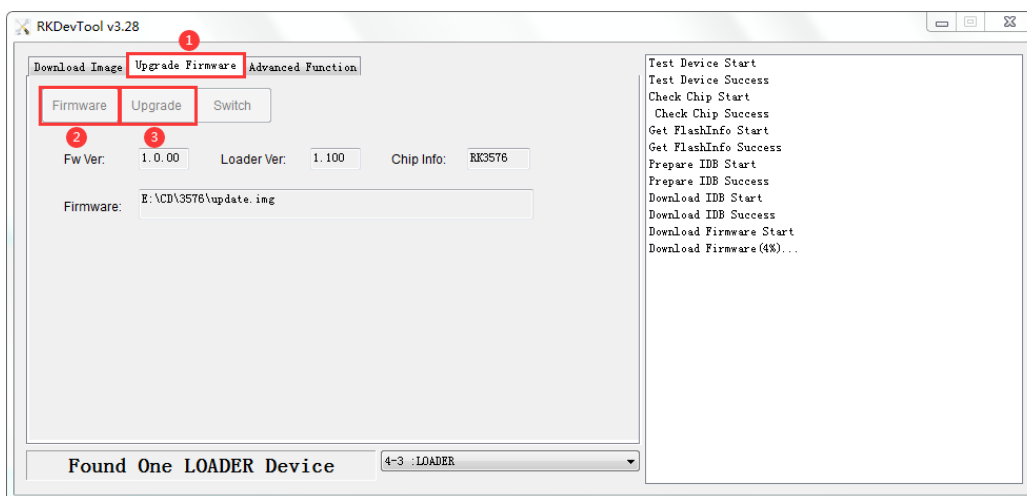 RKDevTool v3.28
1
Download Image Upgrade Firmware Advanced Function
Firmware Upgrade Switch
2 3
Fw Ver: 1.0.00 Loader Ver: 1.100 Chip Info: RK3576
Firmware: E:\CD\3576\update.img
Found One LOADER Device 4-3 :LOADER
Test Device Start
Test Device Success
Check Chip Start
Check Chip Success
Get FlashInfo Start
Get FlashInfo Success
Prepare IDB Start
Prepare IDB Success
Download IDB Start
Download IDB Success
Download Firmware Start
Download Firmware(4%)...